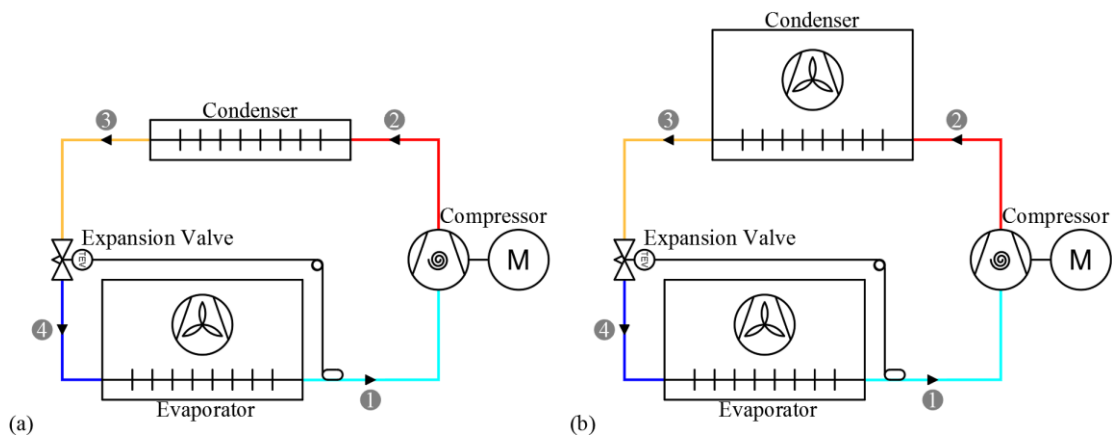 Condenser
3
2
Compressor
Expansion Valve
TEV
M
4
Evaporator
1
(a)
Condenser
3
2
Compressor
Expansion Valve
TEV
M
4
Evaporator
1
(b)